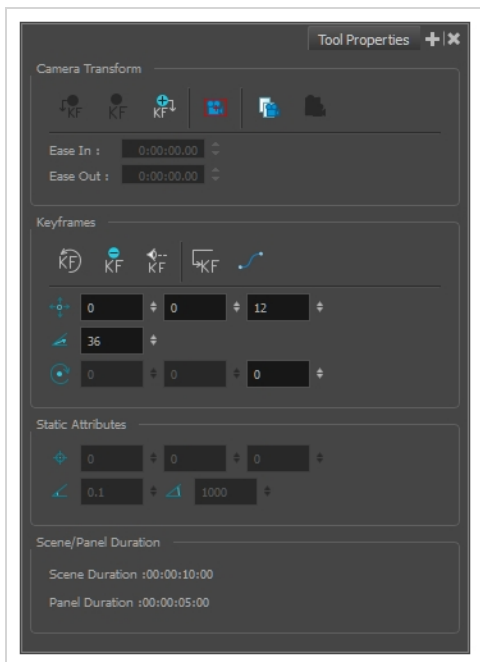 Tool Properties
Camera Transform
KF KF KF
Ease In : 0:00:00.00
Ease Out : 0:00:00.00
Keyframes
KF KF KF KF
0 0 12
36
0 0 0
Static Attributes
0 0 0
0.1 1000
Scene/Panel Duration
Scene Duration :00:00:10:00
Panel Duration :00:00:05:00